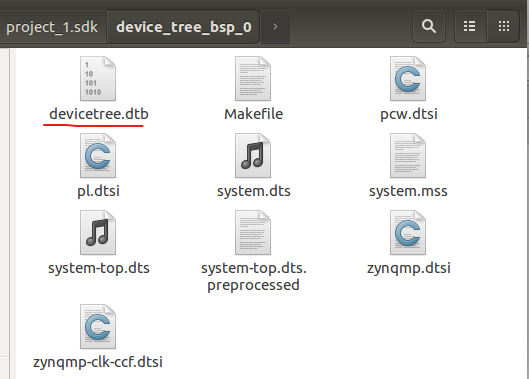 project_1.sdk
device_tree_bsp_0
1
10
101
1010
devicetree.dtb
Makefile
pcw.dtsi
pl.dtsi
system.dts
system.mss
system-top.dts
system-top.dts.
preprocessed
zynqmp.dtsi
zynqmp-clk-ccf.dtsi